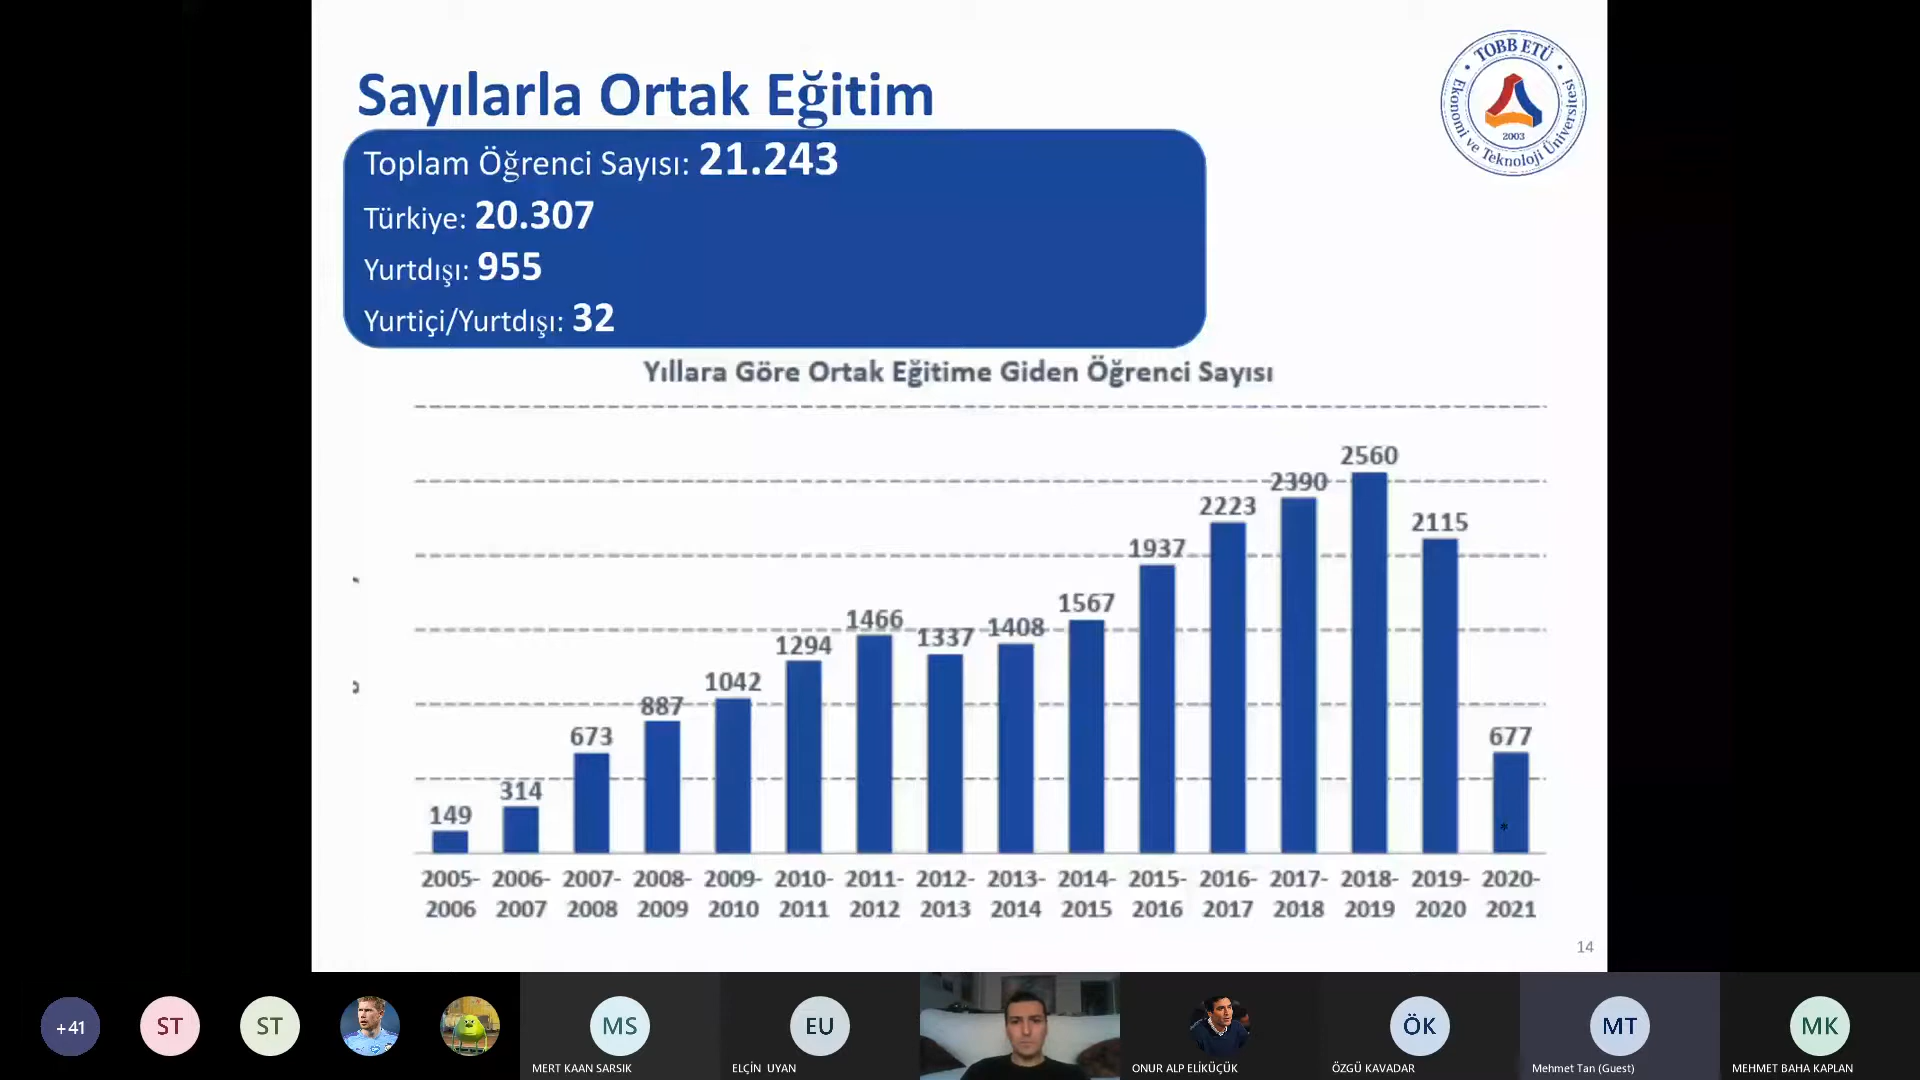 Sayılarla Ortak Eğitim
TOBB ETÜ
Ekonomi ve Teknoloji Üniversitesi
2003
Toplam Öğrenci Sayısı: 21.243
Türkiye: 20.307
Yurtdışı: 955
Yurtiçi/Yurtdışı: 32
Yıllara Göre Ortak Eğitime Giden Öğrenci Sayısı
149 314 673 887 1042 1294 1466 1337 1408 1567 1937 2223 2390 2560 2115 677
*
2005- 2006- 2007- 2008- 2009- 2010- 2011- 2012- 2013- 2014- 2015- 2016- 2017- 2018- 2019- 2020-
2006 2007 2008 2009 2010 2011 2012 2013 2014 2015 2016 2017 2018 2019 2020 2021
14
+41 ST ST MS EU ÖK MT MK
MERT KAAN SARSIK ELÇİN UYAN ONUR ALP ELİKÜÇÜK ÖZGÜ KAVADAR Mehmet Tan (Guest) MEHMET BAHA KAPLAN